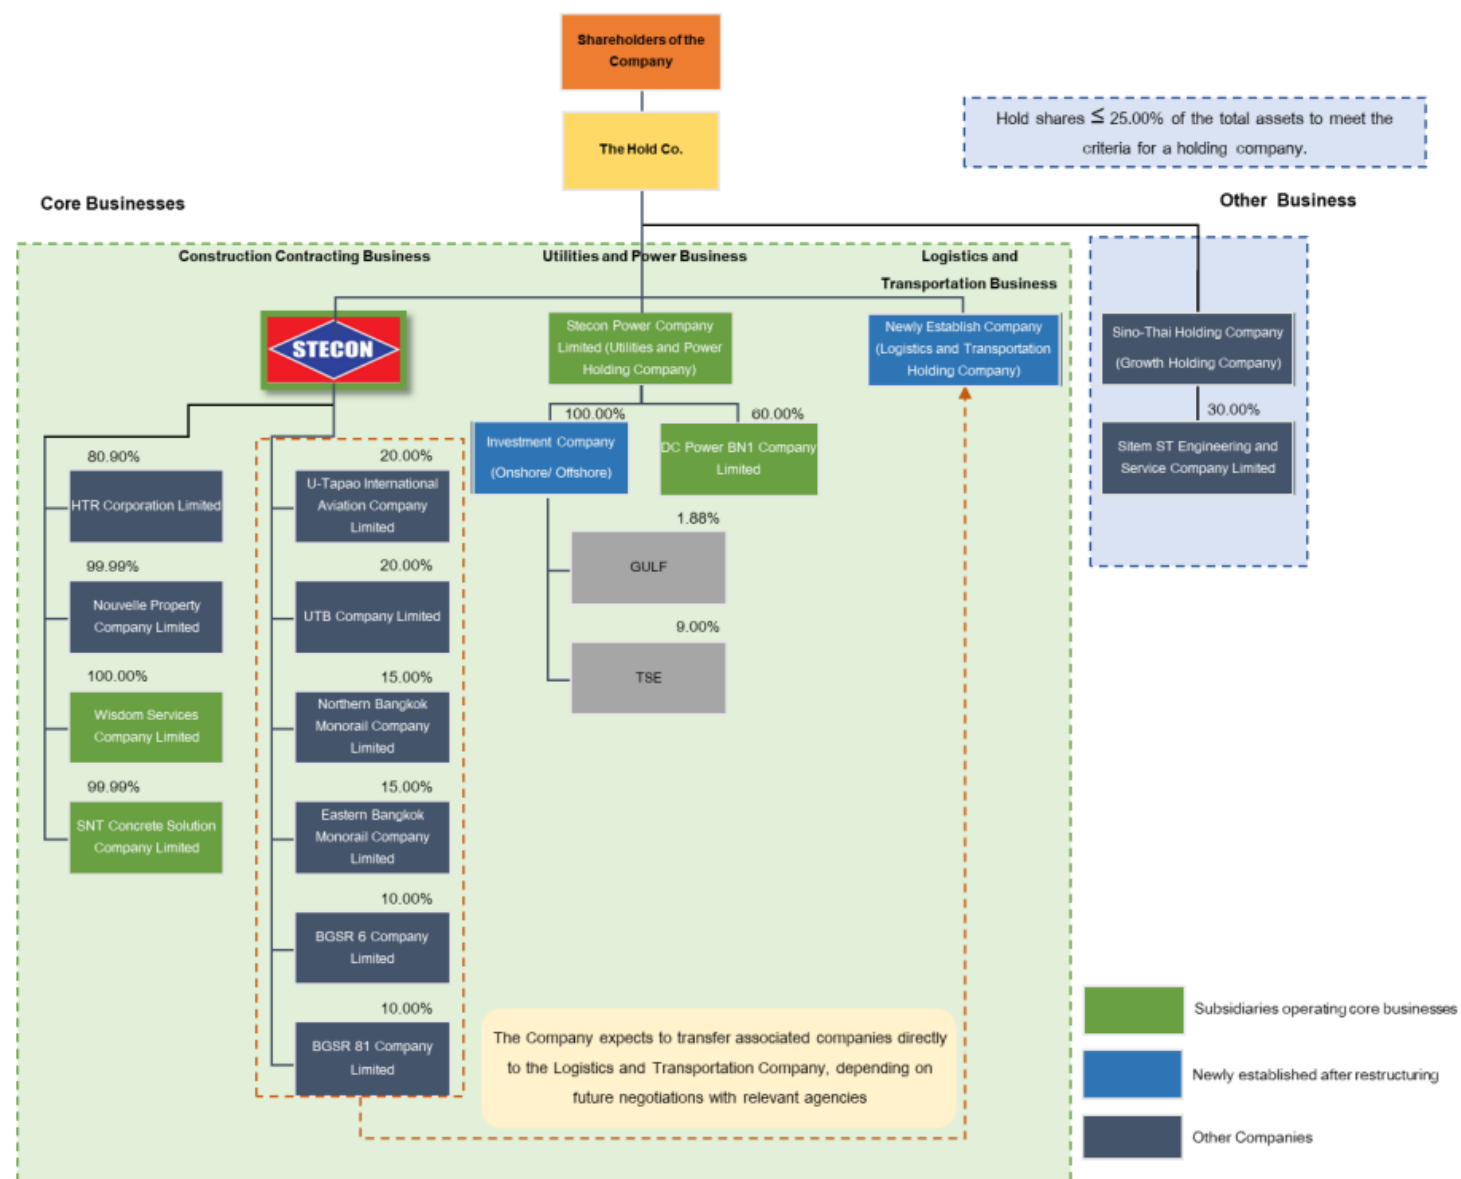 Shareholders of the
Company
The Hold Co.
Hold shares ≤ 25.00% of the total assets to meet the
criteria for a holding company.
Core Businesses
Other Business
Construction Contracting Business
Utilities and Power Business
Logistics and
Transportation Business
STECON
Stecon Power Company
Limited (Utilities and Power
Holding Company)
Newly Establish Company
(Logistics and Transportation
Holding Company)
Sino-Thai Holding Company
(Growth Holding Company)
30.00%
Sitem ST Engineering and
Service Company Limited
80.90%
HTR Corporation Limited
99.99%
Nouvelle Property
Company Limited
100.00%
Wisdom Services
Company Limited
99.99%
SNT Concrete Solution
Company Limited
20.00%
U-Tapao International
Aviation Company
Limited
20.00%
UTB Company Limited
15.00%
Northern Bangkok
Monorail Company
Limited
15.00%
Eastern Bangkok
Monorail Company
Limited
10.00%
BGSR 6 Company
Limited
10.00%
BGSR 81 Company
Limited
100.00%
Investment Company
(Onshore/ Offshore)
60.00%
DC Power BN1 Company
Limited
1.88%
GULF
9.00%
TSE
The Company expects to transfer associated companies directly
to the Logistics and Transportation Company, depending on
future negotiations with relevant agencies
Subsidiaries operating core businesses
Newly established after restructuring
Other Companies